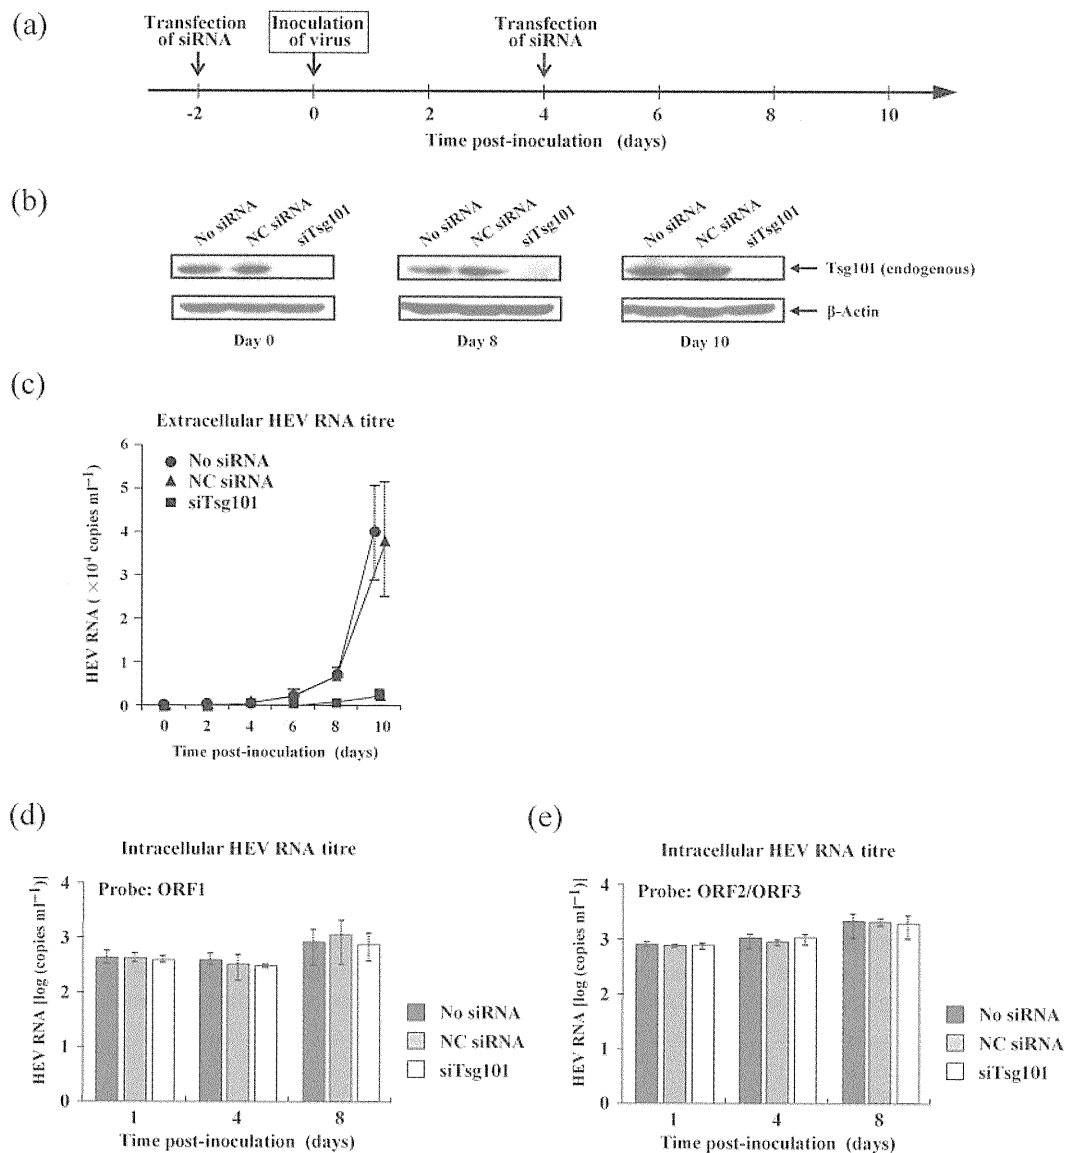 (a)
Transfection
of siRNA
Inoculation
of virus
Transfection
of siRNA
-2 0 2 4 6 8 10
Time post-inoculation (days)
(b)
No siRNA NC siRNA siTsg101 No siRNA NC siRNA siTsg101 No siRNA NC siRNA siTsg101
Tsg101 (endogenous)
β-Actin
Day 0 Day 8 Day 10
(c)
Extracellular HEV RNA titre
HEV RNA ( ×10⁴ copies ml⁻¹)
6
5
4
3
2
1
0
No siRNA
NC siRNA
siTsg101
0 2 4 6 8 10
Time post-inoculation (days)
(d)
Intracellular HEV RNA titre
Probe: ORF1
HEV RNA [log (copies ml⁻¹)]
4
3
2
1
0
1 4 8
Time post-inoculation (days)
No siRNA
NC siRNA
siTsg101
(e)
Intracellular HEV RNA titre
Probe: ORF2/ORF3
HEV RNA [log (copies ml⁻¹)]
4
3
2
1
0
1 4 8
Time post-inoculation (days)
No siRNA
NC siRNA
siTsg101